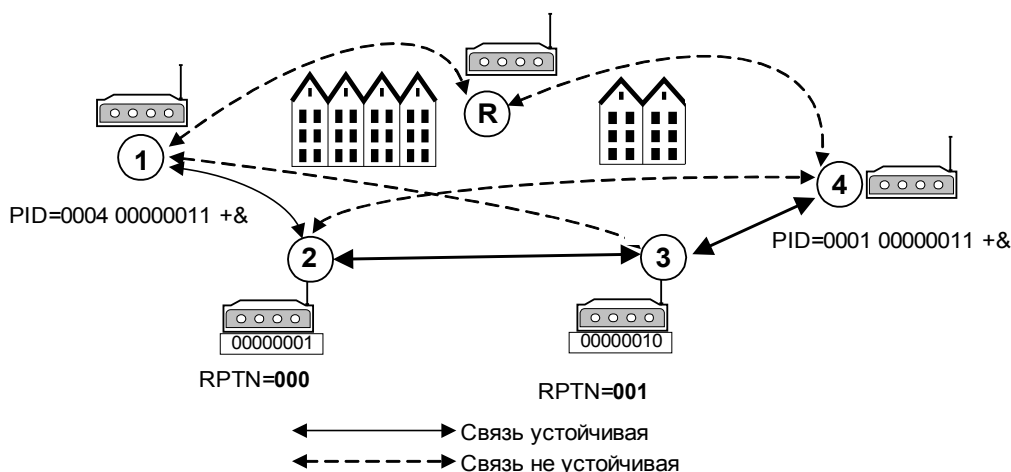 R
1
4
PID=0004 00000011 +&
PID=0001 00000011 +&
2
3
00000001
00000010
RPTN=000
RPTN=001
Связь устойчивая
Связь не устойчивая